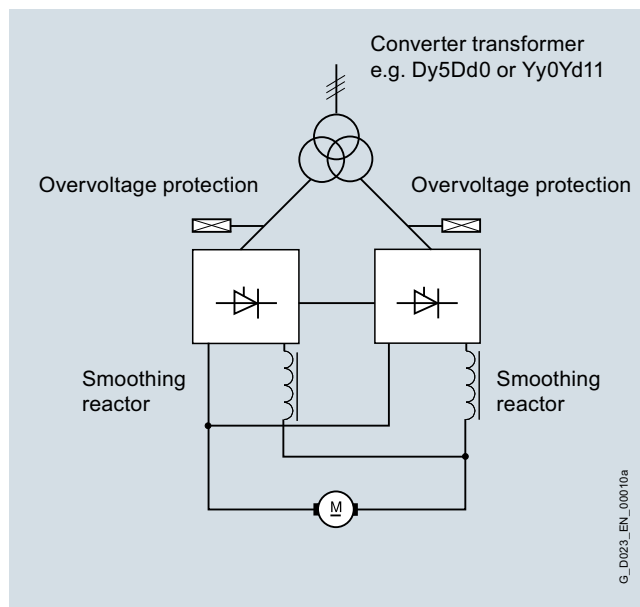 Converter transformer
e.g. Dy5Dd0 or Yy0Yd11
Overvoltage protection
Overvoltage protection
Smoothing
reactor
Smoothing
reactor
M
G_D023_EN_00010a